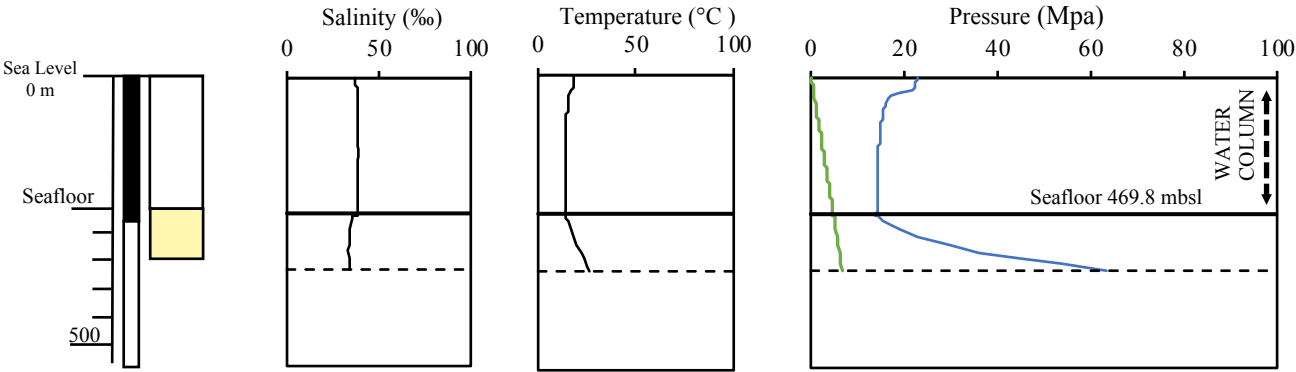 Salinity (‰)
Temperature (°C )
Pressure (Mpa)
0
50
100
0
50
100
0
20
40
60
80
100
Sea Level
0 m
WATER
COLUMN
Seafloor
Seafloor 469.8 mbsl
500